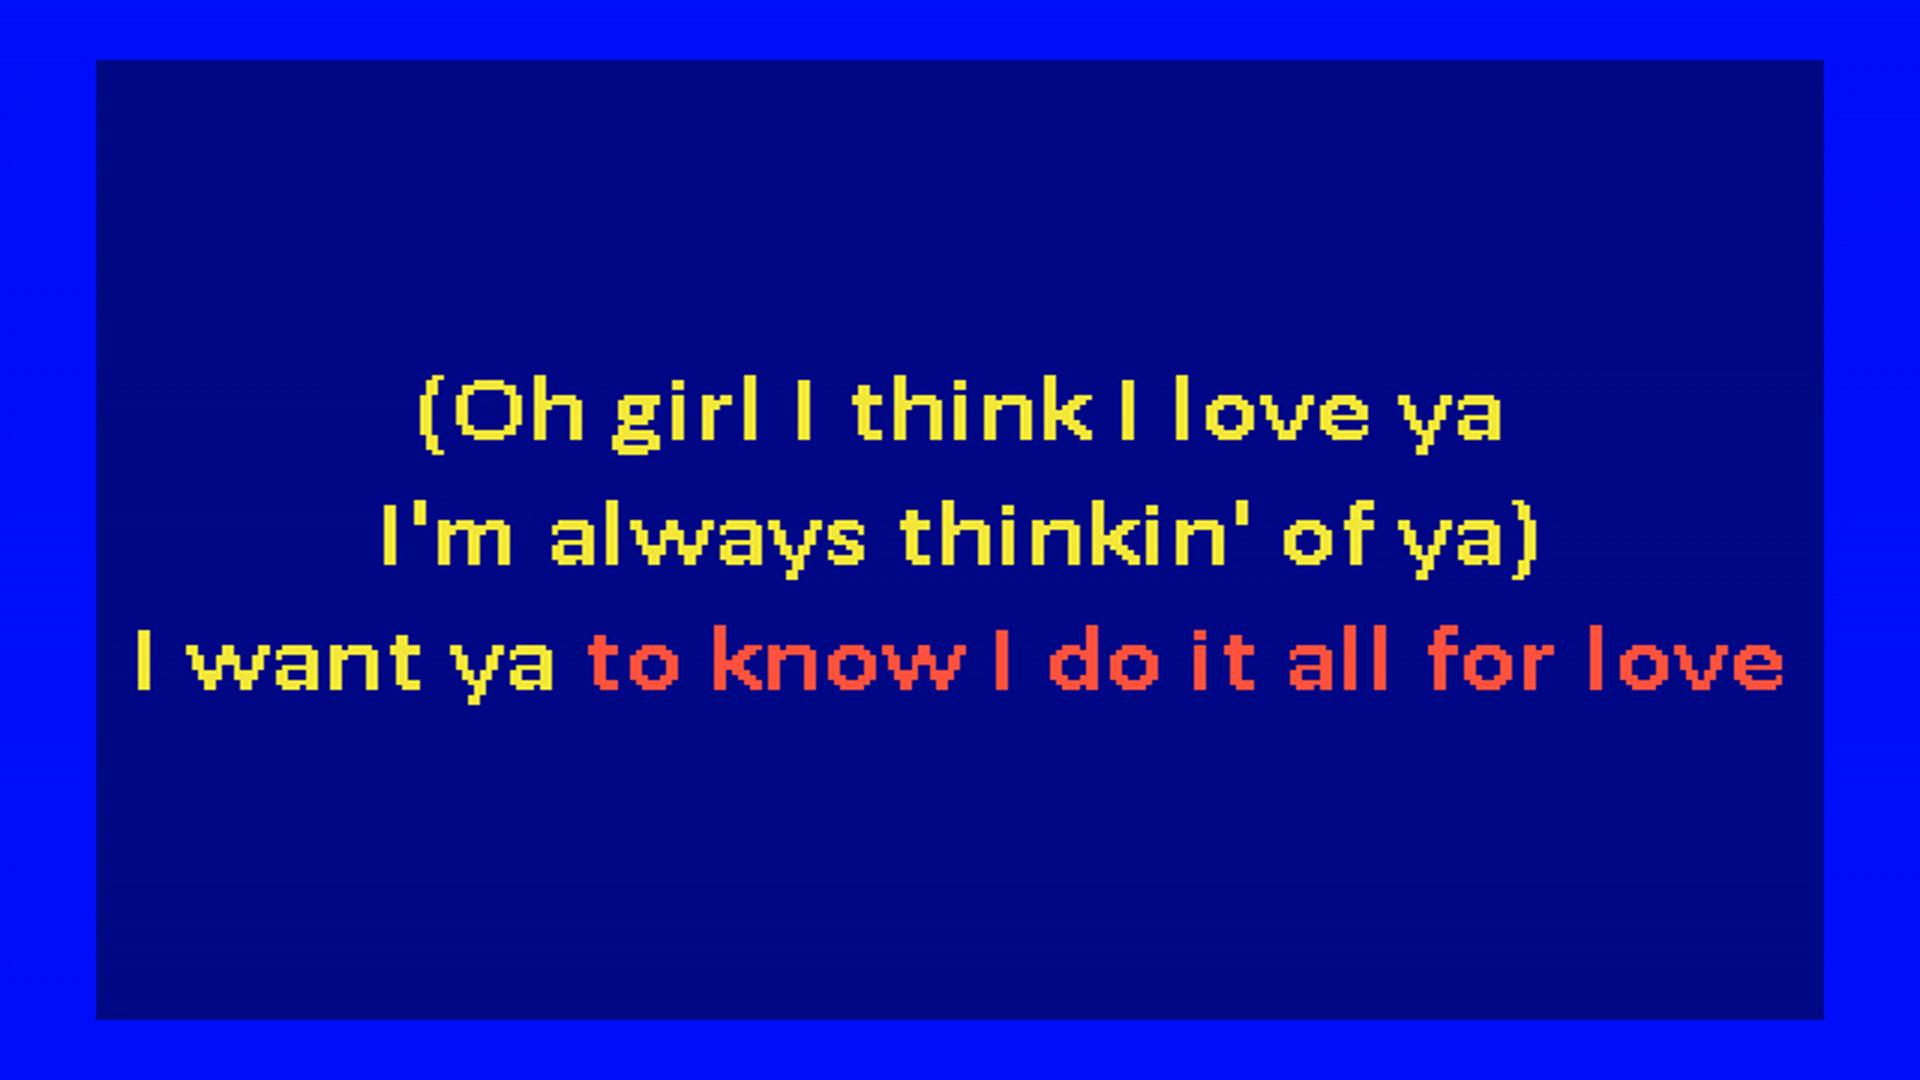 (Oh girl I think I love ya
I'm always thinkin' of ya)
I want ya to know I do it all for love